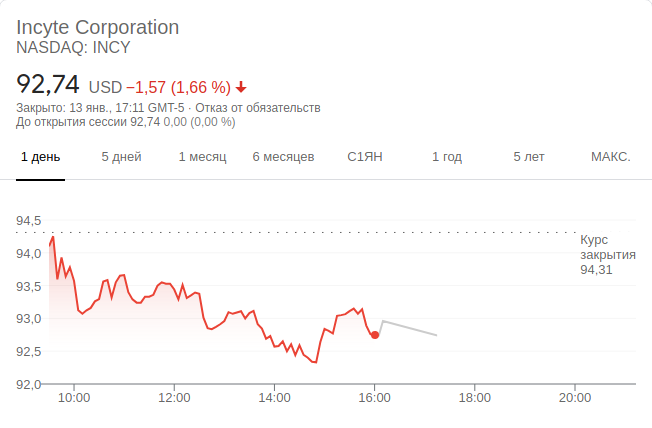 Incyte Corporation
NASDAQ: INCY
92,74 USD −1,57 (1,66 %)
Закрыто: 13 янв., 17:11 GMT-5 · Отказ от обязательств
До открытия сессии 92,74 0,00 (0,00 %)
1 день 5 дней 1 месяц 6 месяцев С1ЯН 1 год 5 лет МАКС.
94,5
94,0
93,5
93,0
92,5
92,0
Курс
закрытия
94,31
10:00 12:00 14:00 16:00 18:00 20:00